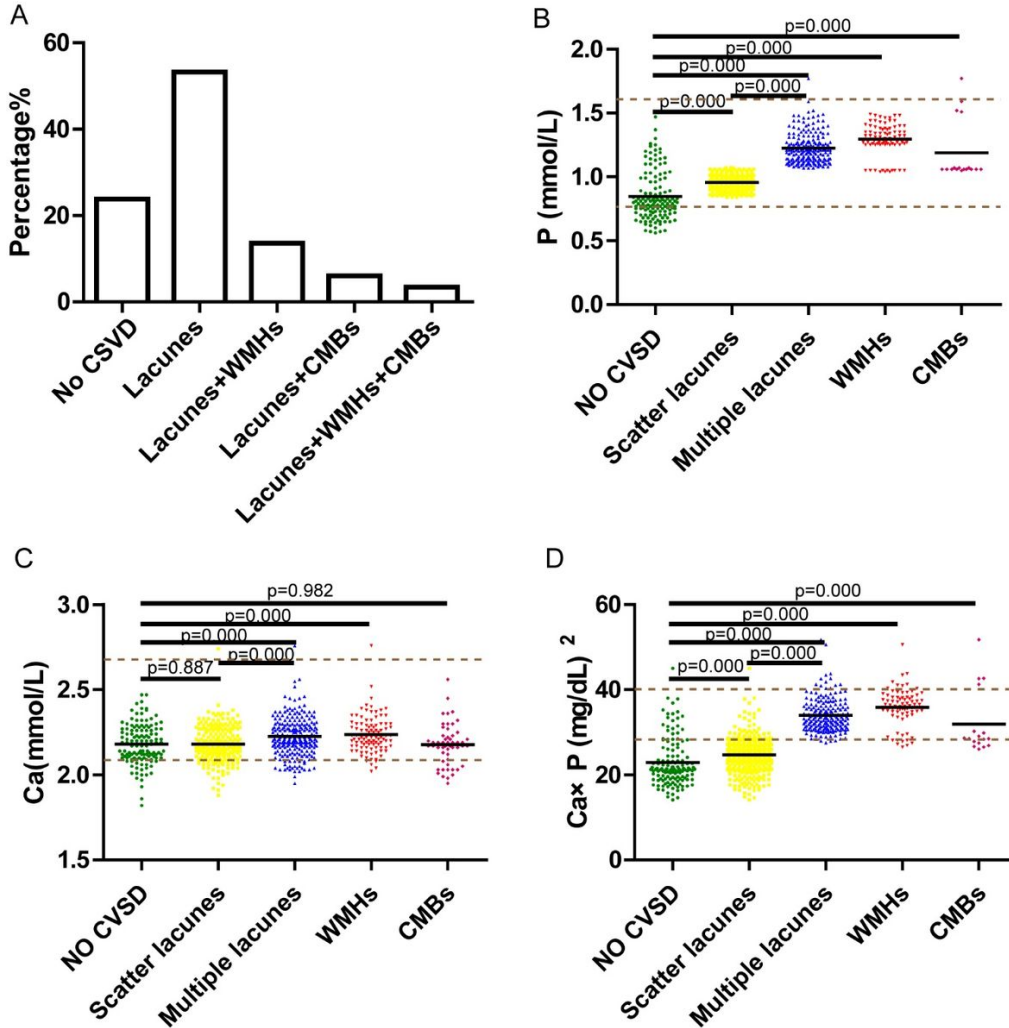 A
Percentage%
60
40
20
0
No CSVD
Lacunes
Lacunes+WMHs
Lacunes+CMBs
Lacunes+WMHs+CMBs
B
P (mmol/L)
2.0
1.5
1.0
0.5
0.0
p=0.000
p=0.000
p=0.000
p=0.000
p=0.000
NO CVSD
Scatter lacunes
Multiple lacunes
WMHs
CMBs
C
Ca(mmol/L)
3.0
2.5
2.0
1.5
p=0.982
p=0.000
p=0.000
p=0.000
p=0.887
NO CVSD
Scatter lacunes
Multiple lacunes
WMHs
CMBs
D
Ca× P (mg/dL) 2
60
40
20
0
p=0.000
p=0.000
p=0.000
p=0.000
p=0.000
NO CVSD
Scatter lacunes
Multiple lacunes
WMHs
CMBs